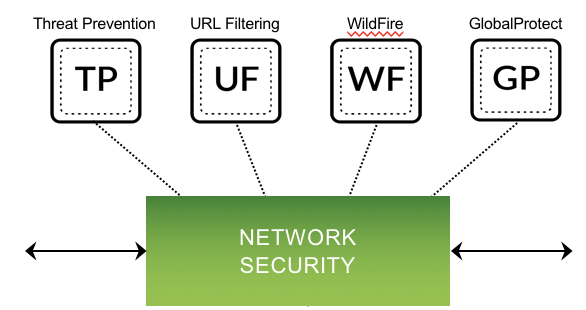 Threat Prevention URL Filtering WildFire GlobalProtect
TP UF WF GP
NETWORK
SECURITY